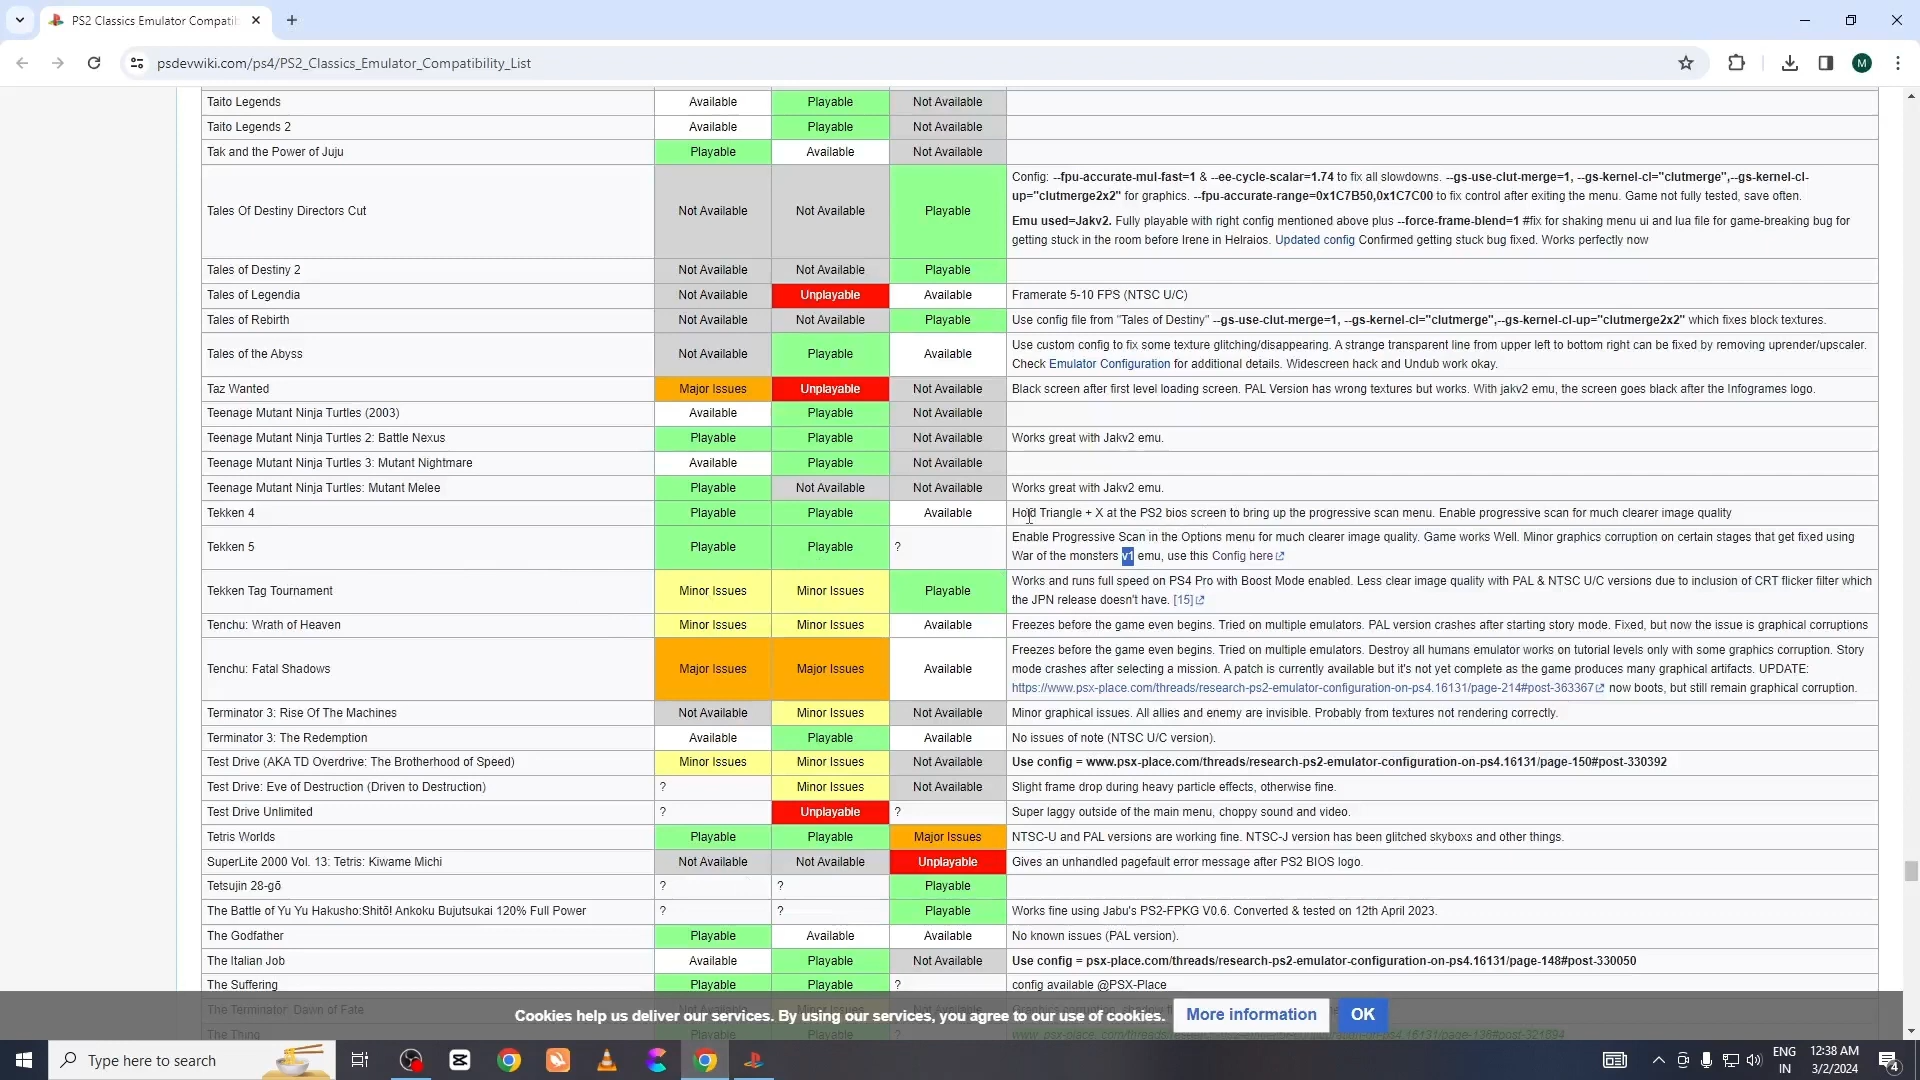 PS2 Classics Emulator Compatib
psdevwiki.com/ps4/PS2_Classics_Emulator_Compatibility_List
M
Taito Legends Available Playable Not Available
Taito Legends 2 Available Playable Not Available
Tak and the Power of Juju Playable Available Not Available
Tales Of Destiny Directors Cut Not Available Not Available Playable
Config: --fpu-accurate-mul-fast=1 & --ee-cycle-scalar=1.74 to fix all slowdowns. --gs-use-clut-merge=1, --gs-kernel-cl="clutmerge",--gs-kernel-cl-
up="clutmerge2x2" for graphics. --fpu-accurate-range=0x1C7B50,0x1C7C00 to fix control after exiting the menu. Game not fully tested, save often.
Emu used=Jakv2. Fully playable with right config mentioned above plus --force-frame-blend=1 #fix for shaking menu ui and lua file for game-breaking bug for
getting stuck in the room before Irene in Helraios. Updated config Confirmed getting stuck bug fixed. Works perfectly now
Tales of Destiny 2 Not Available Not Available Playable
Tales of Legendia Not Available Unplayable Available Framerate 5-10 FPS (NTSC U/C)
Tales of Rebirth Not Available Not Available Playable Use config file from "Tales of Destiny" --gs-use-clut-merge=1, --gs-kernel-cl="clutmerge",--gs-kernel-cl-up="clutmerge2x2" which fixes block textures.
Tales of the Abyss Not Available Playable Available
Use custom config to fix some texture glitching/disappearing. A strange transparent line from upper left to bottom right can be fixed by removing uprender/upscaler.
Check Emulator Configuration for additional details. Widescreen hack and Undub work okay.
Taz Wanted Major Issues Unplayable Not Available Black screen after first level loading screen. PAL Version has wrong textures but works. With jakv2 emu, the screen goes black after the Infogrames logo.
Teenage Mutant Ninja Turtles (2003) Available Playable Not Available
Teenage Mutant Ninja Turtles 2: Battle Nexus Playable Playable Not Available Works great with Jakv2 emu.
Teenage Mutant Ninja Turtles 3: Mutant Nightmare Available Playable Not Available
Teenage Mutant Ninja Turtles: Mutant Melee Playable Not Available Not Available Works great with Jakv2 emu.
Tekken 4 Playable Playable Available Hold Triangle + X at the PS2 bios screen to bring up the progressive scan menu. Enable progressive scan for much clearer image quality
Tekken 5 Playable Playable ?
Enable Progressive Scan in the Options menu for much clearer image quality. Game works Well. Minor graphics corruption on certain stages that get fixed using
War of the monsters v1 emu, use this Config here
Tekken Tag Tournament Minor Issues Minor Issues Playable
Works and runs full speed on PS4 Pro with Boost Mode enabled. Less clear image quality with PAL & NTSC U/C versions due to inclusion of CRT flicker filter which
the JPN release doesn't have. [15]
Tenchu: Wrath of Heaven Minor Issues Minor Issues Available Freezes before the game even begins. Tried on multiple emulators. PAL version crashes after starting story mode. Fixed, but now the issue is graphical corruptions
Tenchu: Fatal Shadows Major Issues Major Issues Available
Freezes before the game even begins. Tried on multiple emulators. Destroy all humans emulator works on tutorial levels only with some graphics corruption. Story
mode crashes after selecting a mission. A patch is currently available but it's not yet complete as the game produces many graphical artifacts. UPDATE:
https://www.psx-place.com/threads/research-ps2-emulator-configuration-on-ps4.16131/page-214#post-363367 now boots, but still remain graphical corruption.
Terminator 3: Rise Of The Machines Not Available Minor Issues Not Available Minor graphical issues. All allies and enemy are invisible. Probably from textures not rendering correctly.
Terminator 3: The Redemption Available Playable Available No issues of note (NTSC U/C version).
Test Drive (AKA TD Overdrive: The Brotherhood of Speed) Minor Issues Minor Issues Not Available Use config = www.psx-place.com/threads/research-ps2-emulator-configuration-on-ps4.16131/page-150#post-330392
Test Drive: Eve of Destruction (Driven to Destruction) ? Minor Issues Not Available Slight frame drop during heavy particle effects, otherwise fine.
Test Drive Unlimited ? Unplayable ? Super laggy outside of the main menu, choppy sound and video.
Tetris Worlds Playable Playable Major Issues NTSC-U and PAL versions are working fine. NTSC-J version has been glitched skyboxs and other things.
SuperLite 2000 Vol. 13: Tetris: Kiwame Michi Not Available Not Available Unplayable Gives an unhandled pagefault error message after PS2 BIOS logo.
Tetsujin 28-gō ? ? Playable
The Battle of Yu Yu Hakusho:Shitō! Ankoku Bujutsukai 120% Full Power ? ? Playable Works fine using Jabu's PS2-FPKG V0.6. Converted & tested on 12th April 2023.
The Godfather Playable Available Available No known issues (PAL version).
The Italian Job Available Playable Not Available Use config = psx-place.com/threads/research-ps2-emulator-configuration-on-ps4.16131/page-148#post-330050
The Suffering Playable Playable ? config available @PSX-Place
The Terminator: Dawn of Fate
Cookies help us deliver our services. By using our services, you agree to our use of cookies. More information OK
The Thing Playable Playable ?
Type here to search
ENG 12:38 AM
IN 3/2/2024
4